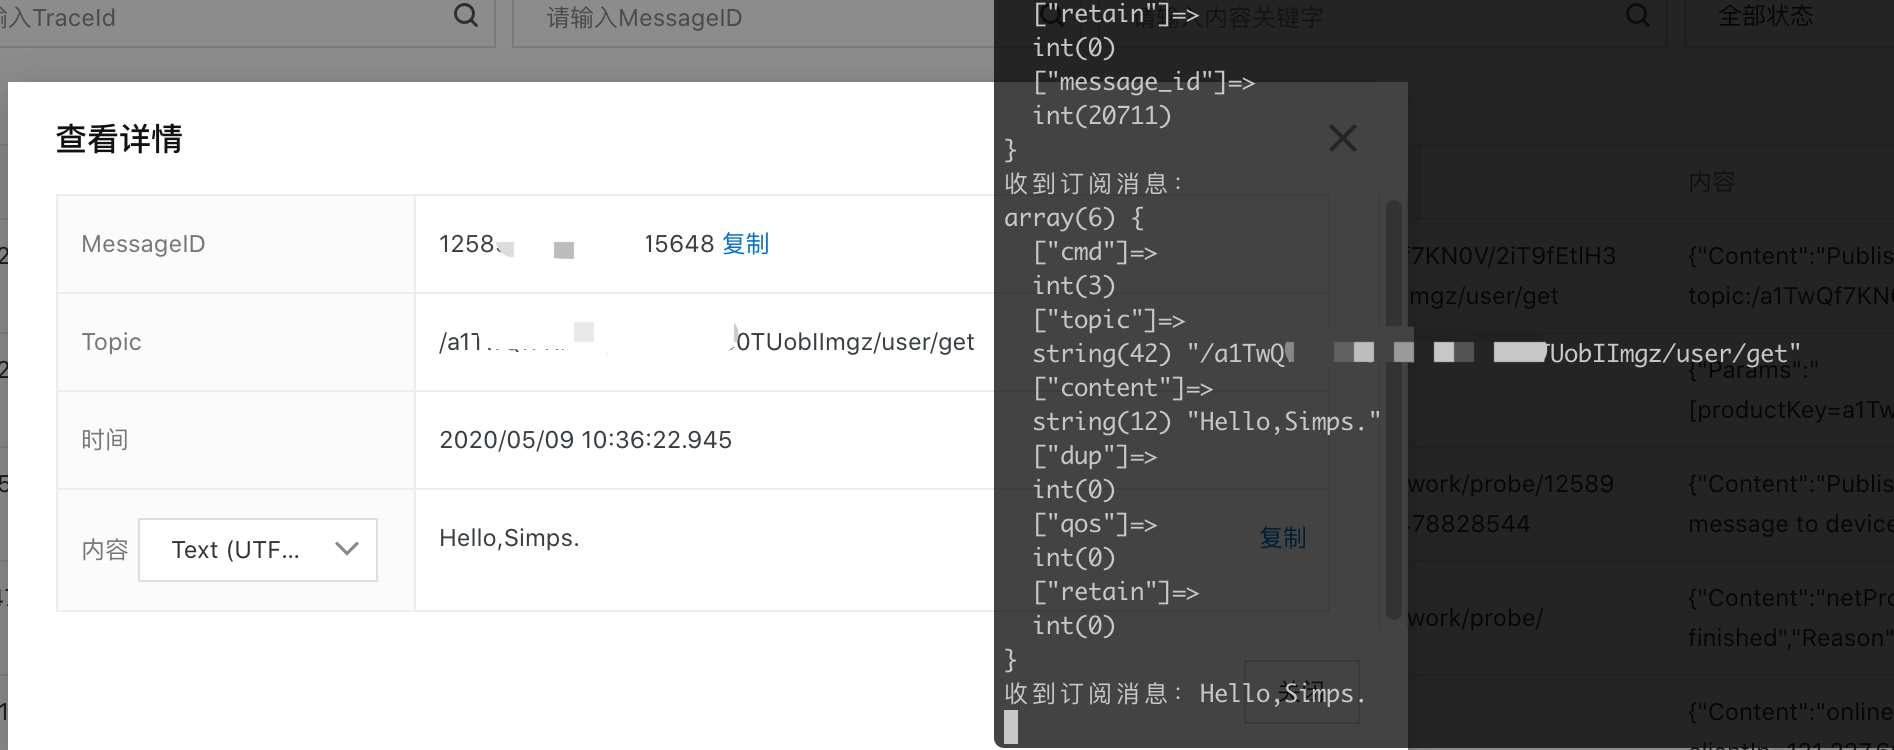 输入TraceId
请输入MessageID
请输入内容关键字
全部状态
查看详情
MessageID
1258
15648 复制
Topic
/a1T
0TUobIImgz/user/get
时间
2020/05/09 10:36:22.945
内容
Text (UTF...
Hello,Simps.
复制
关闭
["retain"]=>
int(0)
["message_id"]=>
int(20711)
}
收到订阅消息:
array(6) {
["cmd"]=>
int(3)
["topic"]=>
string(42) "/a1TwQ
UobIImgz/user/get"
["content"]=>
string(12) "Hello,Simps."
["dup"]=>
int(0)
["qos"]=>
int(0)
["retain"]=>
int(0)
}
收到订阅消息: Hello,Simps.
内容
f7KN0V/2iT9fEtIH3
mgz/user/get
{"Content":"Publis
topic:/a1TwQf7KN
{"Params":"
[productKey=a1Tw
work/probe/12589
478828544
{"Content":"Publis
message to device
work/probe/
{"Content":"netPro
finished","Reason"
{"Content":"online